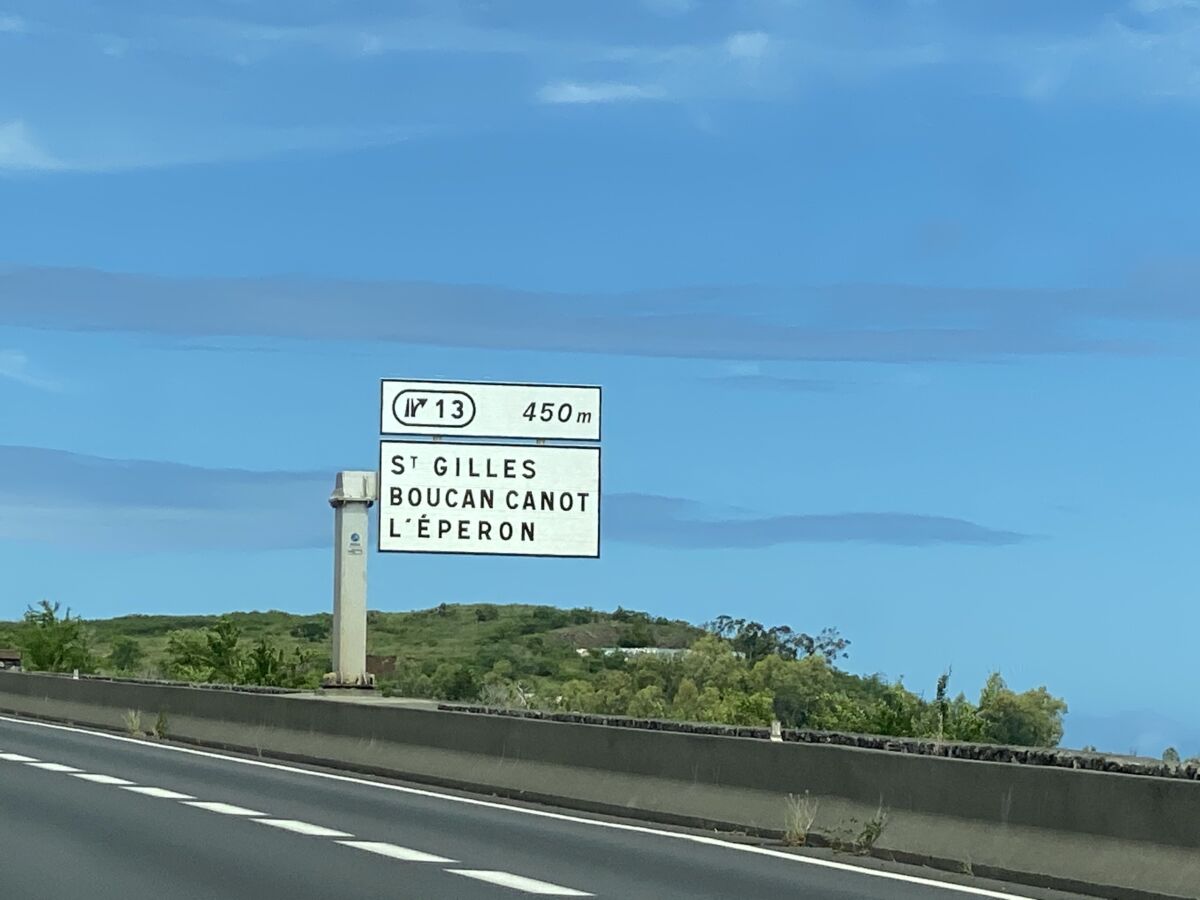 13 450m
ST GILLES
BOUCAN CANOT
L'ÉPERON